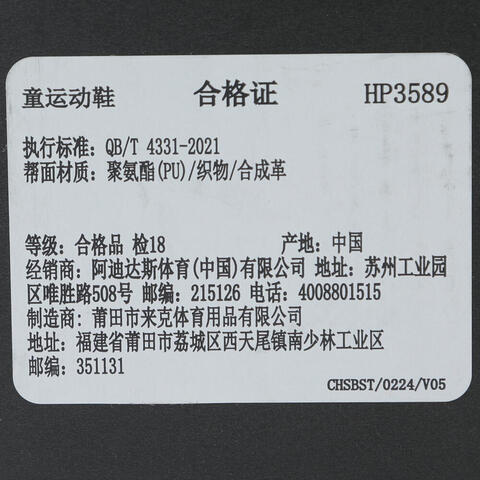 童运动鞋 合格证 HP3589
执行标准: QB/T 4331-2021
帮面材质: 聚氨酯(PU)/织物/合成革
等级: 合格品 检18 产地: 中国
经销商: 阿迪达斯体育(中国)有限公司 地址: 苏州工业园
区唯胜路508号 邮编: 215126 电话: 4008801515
制造商: 莆田市来克体育用品有限公司
地址: 福建省莆田市荔城区西天尾镇南少林工业区
邮编: 351131
CHSBST/0224/V05